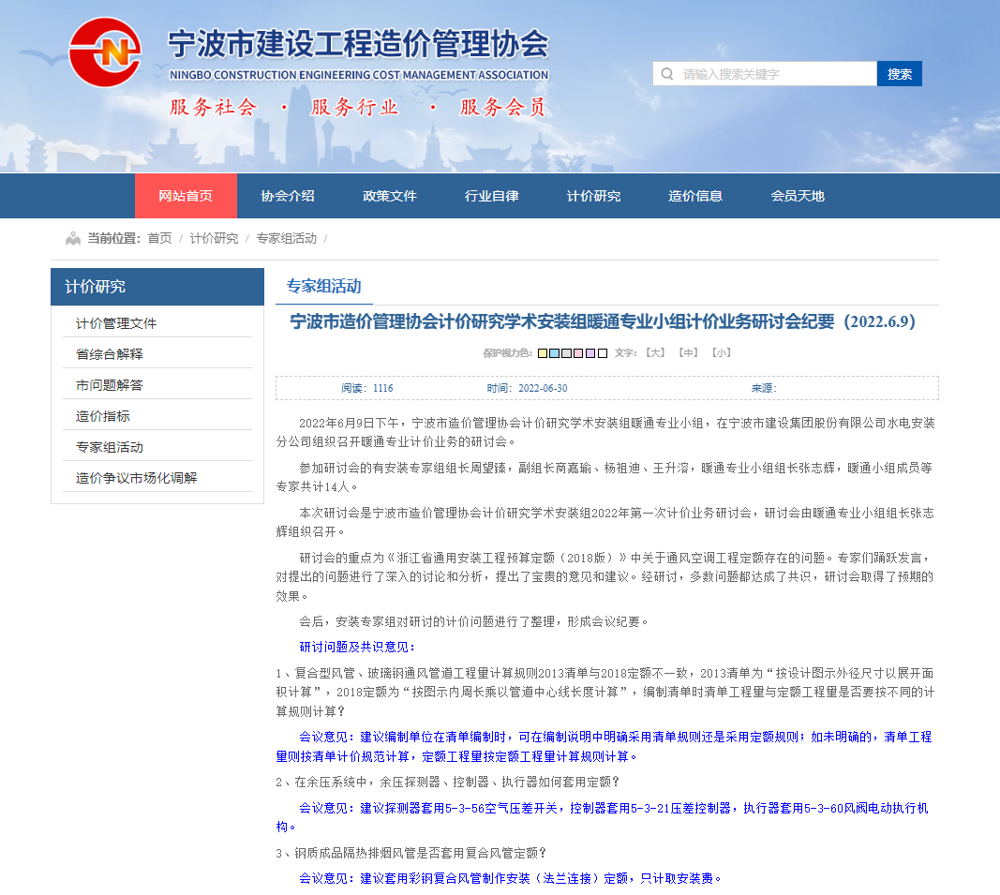 宁波市建设工程造价管理协会
NINGBO CONSTRUCTION ENGINEERING COST MANAGEMENT ASSOCIATION
服务社会 · 服务行业 · 服务会员
请输入搜索关键字 搜索
网站首页 协会介绍 政策文件 行业自律 计价研究 造价信息 会员天地
当前位置：首页 / 计价研究 / 专家组活动 /
计价研究
计价管理文件
省综合解释
市问题解答
造价指标
专家组活动
造价争议市场化调解
专家组活动
宁波市造价管理协会计价研究学术安装组暖通专业小组计价业务研讨会纪要（2022.6.9）
保护视力色： 文字：【大】 【中】 【小】
阅读：1116 时间：2022-06-30 来源：
2022年6月9日下午，宁波市造价管理协会计价研究学术安装组暖通专业小组，在宁波市建设集团股份有限公司水电安装
分公司组织召开暖通专业计价业务的研讨会。
参加研讨会的有安装专家组组长周望臻，副组长商嘉瑜、杨祖迪、王升溶，暖通专业小组组长张志辉，暖通小组成员等
专家共计14人。
本次研讨会是宁波市造价管理协会计价研究学术安装组2022年第一次计价业务研讨会，研讨会由暖通专业小组组长张志
辉组织召开。
研讨会的重点为《浙江省通用安装工程预算定额（2018版）》中关于通风空调工程定额存在的问题。专家们踊跃发言，
对提出的问题进行了深入的讨论和分析，提出了宝贵的意见和建议。经研讨，多数问题都达成了共识，研讨会取得了预期的
效果。
会后，安装专家组对研讨的计价问题进行了整理，形成会议纪要。
研讨问题及共识意见：
1、复合型风管、玻璃钢通风管道工程量计算规则2013清单与2018定额不一致，2013清单为“按设计图示外径尺寸以展开面
积计算”，2018定额为“按图示内周长乘以管道中心线长度计算”，编制清单时清单工程量与定额工程量是否要按不同的计
算规则计算？
会议意见：建议编制单位在清单编制时，可在编制说明中明确采用清单规则还是采用定额规则；如未明确的，清单工程
量则按清单计价规范计算，定额工程量按定额工程量计算规则计算。
2、在余压系统中，余压探测器、控制器、执行器如何套用定额？
会议意见：建议探测器套用5-3-56空气压差开关，控制器套用5-3-21压差控制器，执行器套用5-3-60风阀电动执行机
构。
3、钢质成品隔热排烟风管是否套用复合风管定额？
会议意见：建议套用彩钢复合风管制作安装（法兰连接）定额，只计取安装费。